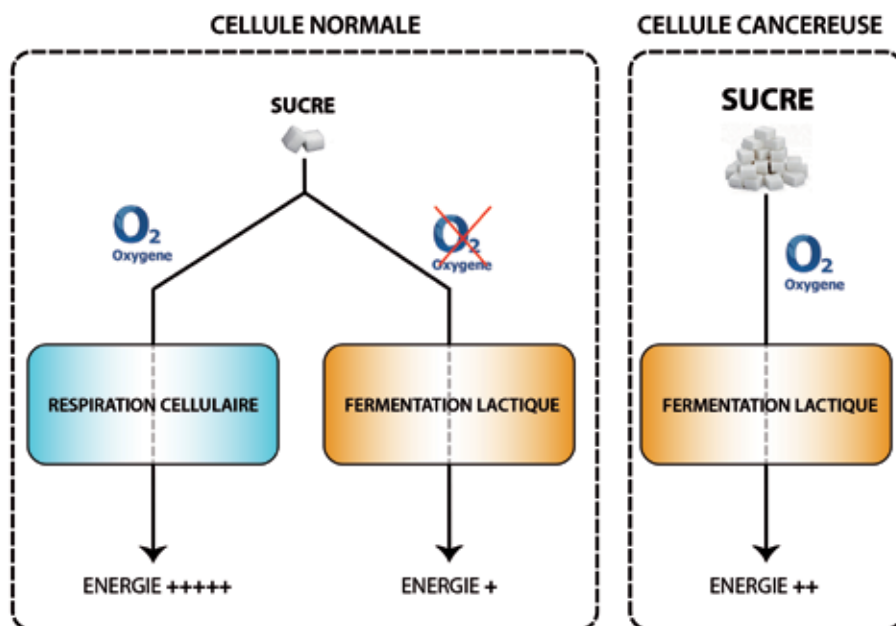 CELLULE NORMALE
SUCRE
O2
Oxygene
O2
Oxygene
RESPIRATION CELLULAIRE
FERMENTATION LACTIQUE
ENERGIE +++++
ENERGIE +
CELLULE CANCEREUSE
SUCRE
O2
Oxygene
FERMENTATION LACTIQUE
ENERGIE ++